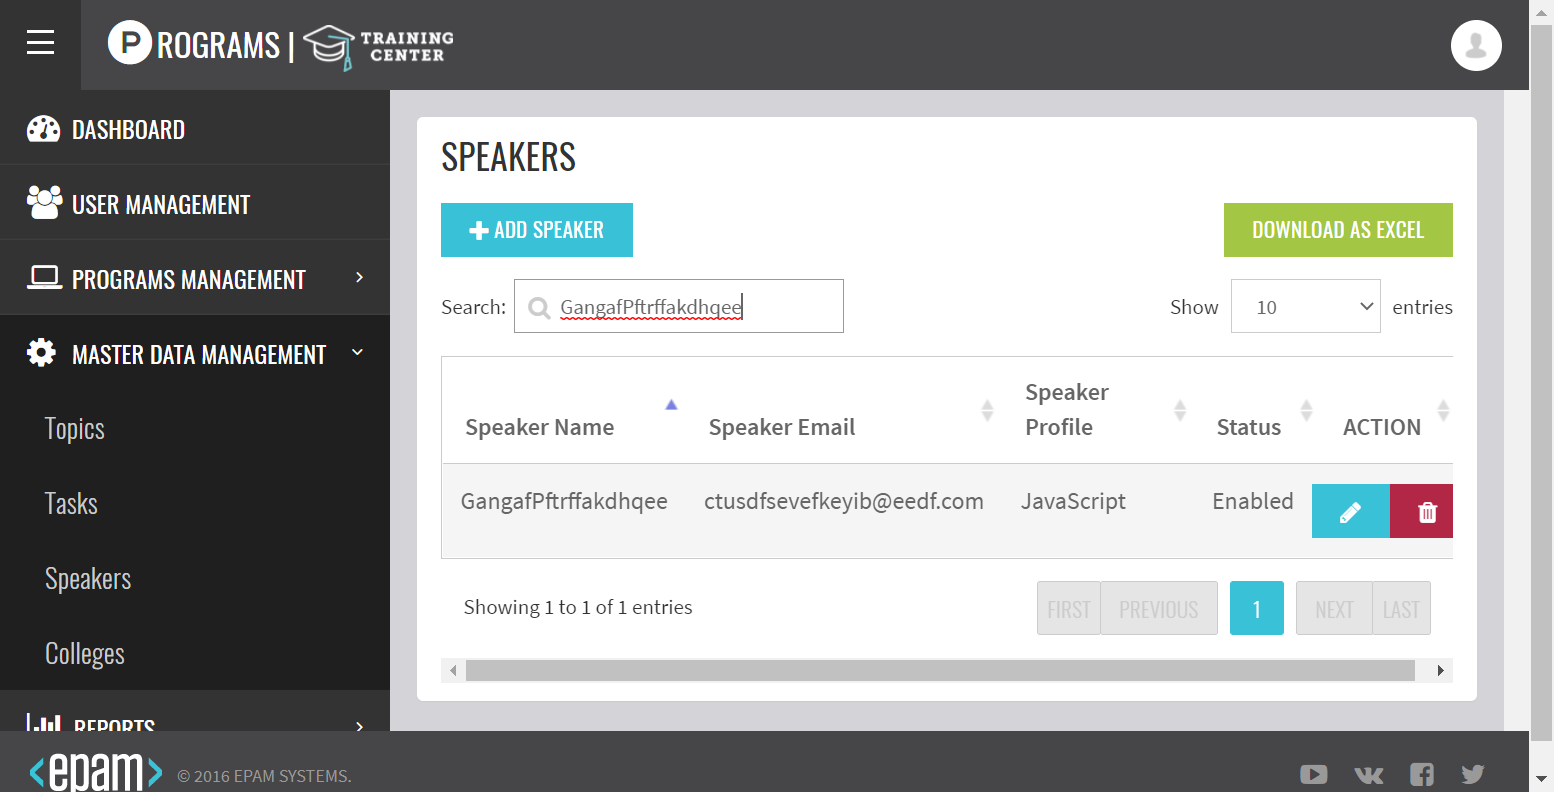 PROGRAMS | TRAINING CENTER
DASHBOARD
USER MANAGEMENT
PROGRAMS MANAGEMENT
MASTER DATA MANAGEMENT
Topics
Tasks
Speakers
Colleges
REPORTS
SPEAKERS
ADD SPEAKER
DOWNLOAD AS EXCEL
Search: GangafPftrffakdhqee
Show 10 entries
Speaker Name Speaker Email Speaker Profile Status ACTION
GangafPftrffakdhqee ctusdfsevefkeyib@eedf.com JavaScript Enabled
Showing 1 to 1 of 1 entries
FIRST PREVIOUS 1 NEXT LAST
<epam> © 2016 EPAM SYSTEMS.